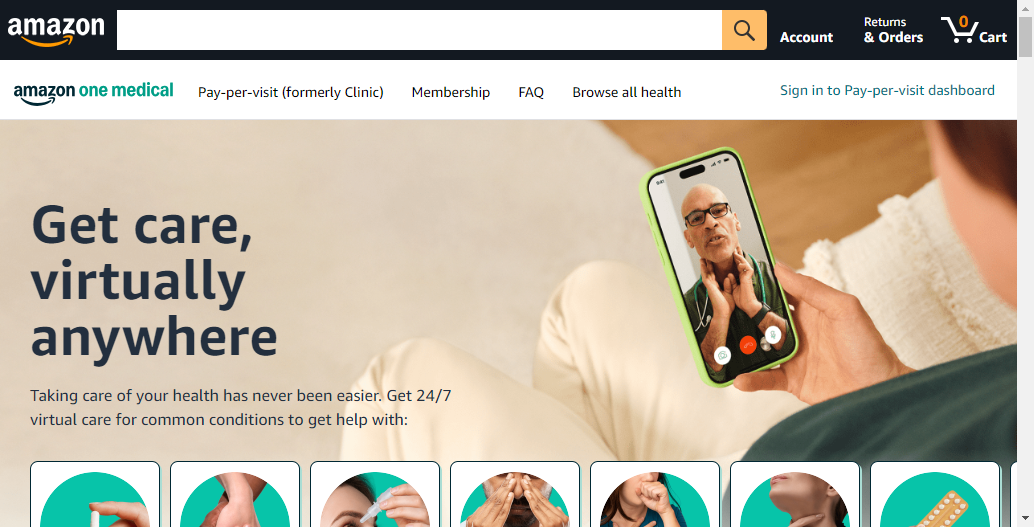 amazon
Account
Returns
& Orders
0
Cart
amazon one medical
Pay-per-visit (formerly Clinic)
Membership
FAQ
Browse all health
Sign in to Pay-per-visit dashboard
Get care,
virtually
anywhere
Taking care of your health has never been easier. Get 24/7
virtual care for common conditions to get help with: